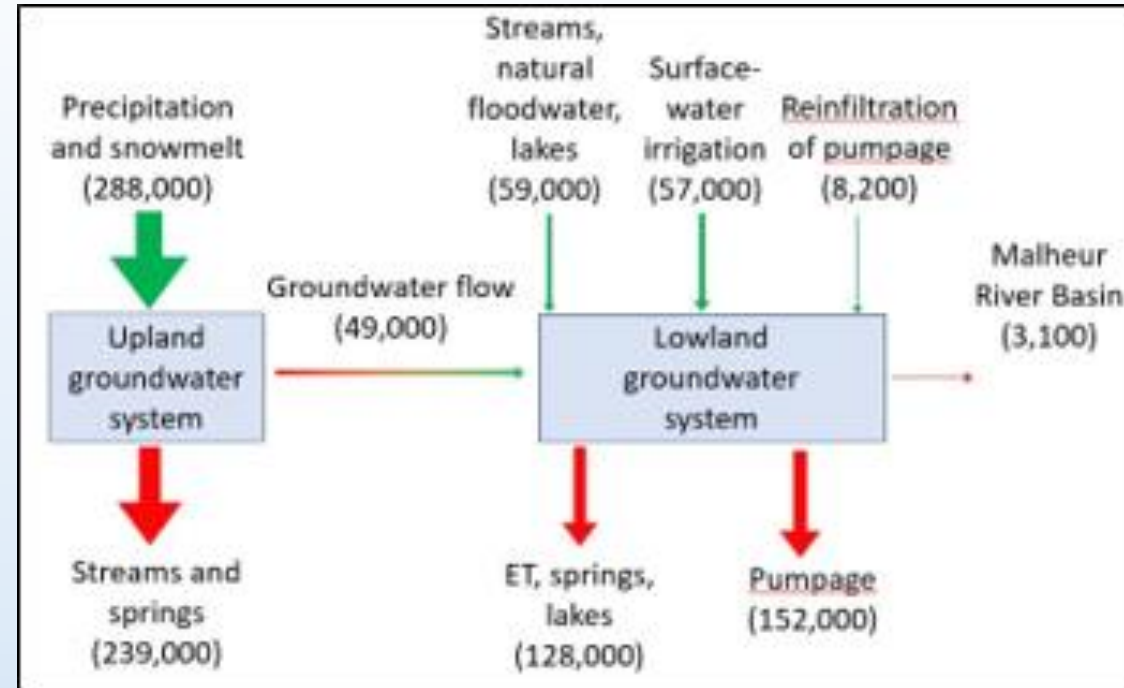 Precipitation
and snowmelt
(288,000)
Streams,
natural
floodwater,
lakes
(59,000)
Surface-
water
irrigation
(57,000)
Reinfiltration
of pumpage
(8,200)
Malheur
River Basin
(3,100)
Groundwater flow
(49,000)
Upland
groundwater
system
Lowland
groundwater
system
Streams and
springs
(239,000)
ET, springs,
lakes
(128,000)
Pumpage
(152,000)